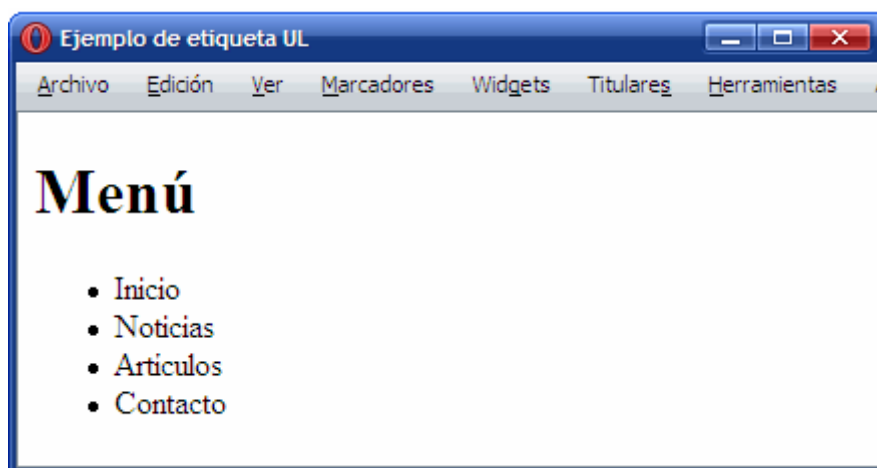 Ejemplo de etiqueta UL
Archivo Edición Ver Marcadores Widgets Titulares Herramientas
Menú
Inicio
Noticias
Artículos
Contacto